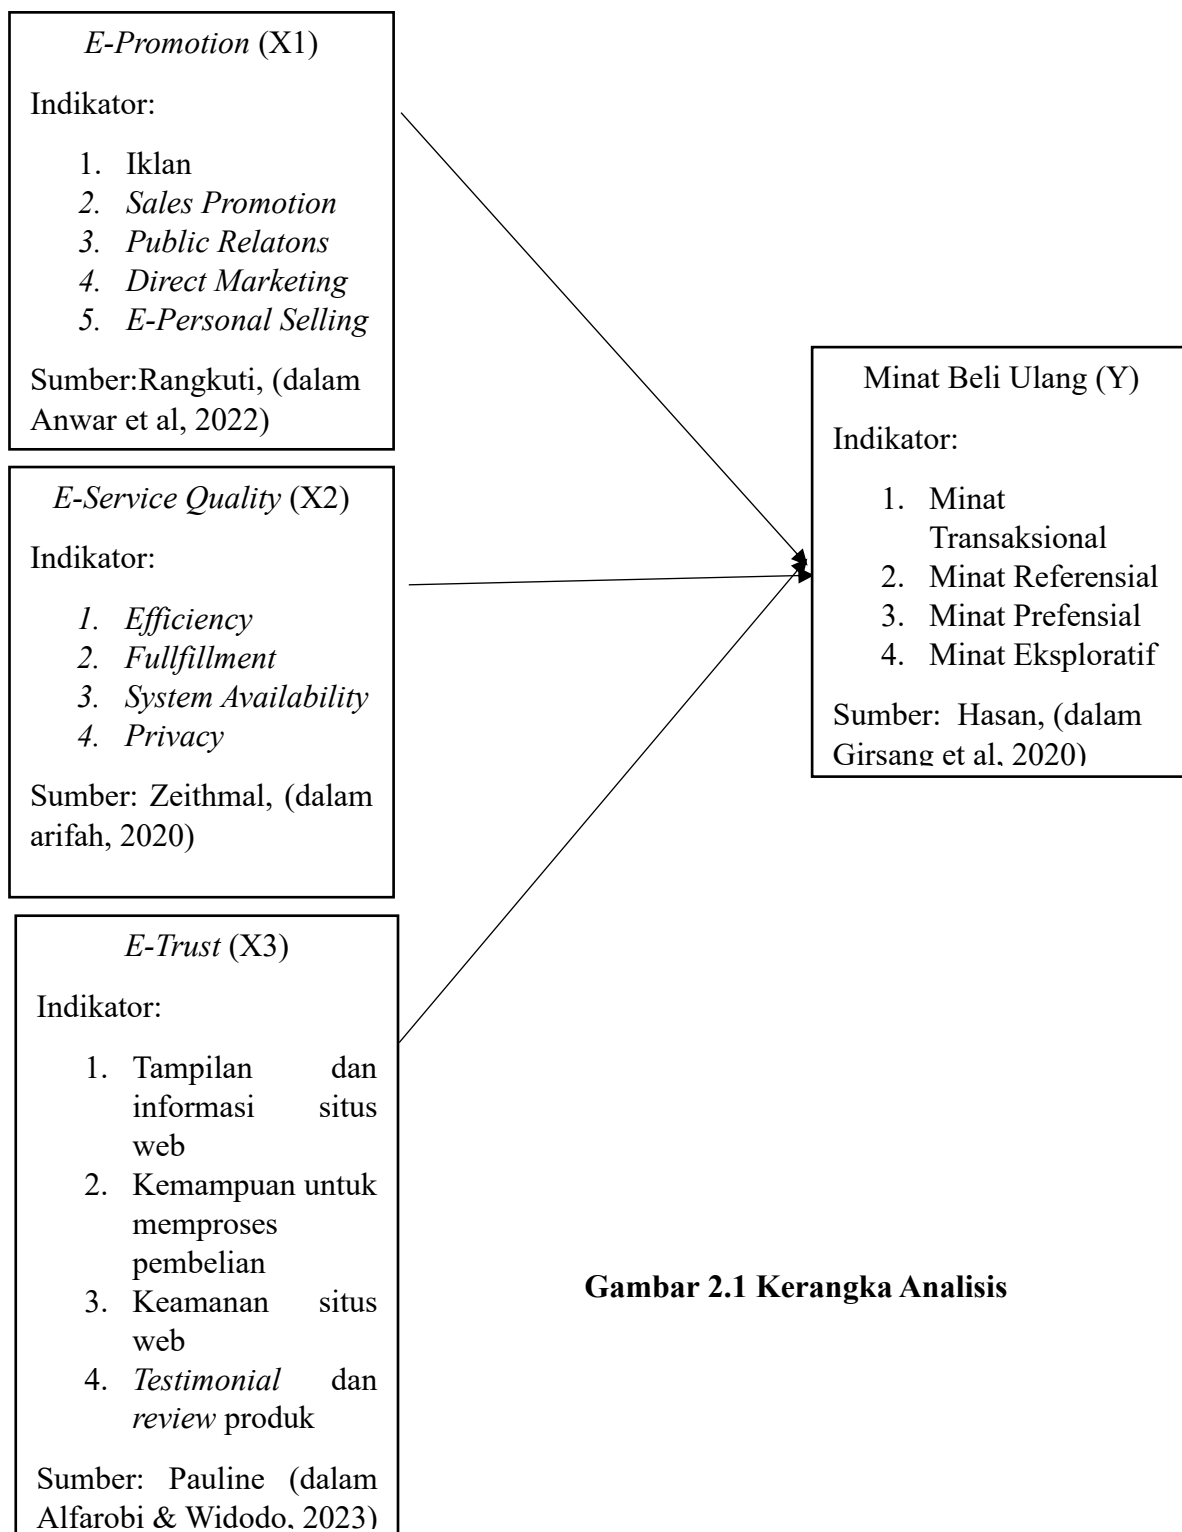 E-Promotion (X1)
Indikator:
1. Iklan
2. Sales Promotion
3. Public Relatons
4. Direct Marketing
5. E-Personal Selling
Sumber:Rangkuti, (dalam
Anwar et al, 2022)
E-Service Quality (X2)
Indikator:
1. Efficiency
2. Fullfillment
3. System Availability
4. Privacy
Sumber: Zeithmal, (dalam
arifah, 2020)
E-Trust (X3)
Indikator:
1. Tampilan dan
informasi situs
web
2. Kemampuan untuk
memproses
pembelian
3. Keamanan situs
web
4. Testimonial dan
review produk
Sumber: Pauline (dalam
Alfarobi & Widodo, 2023)
Minat Beli Ulang (Y)
Indikator:
1. Minat
Transaksional
2. Minat Referensial
3. Minat Prefensial
4. Minat Eksploratif
Sumber: Hasan, (dalam
Girsang et al, 2020)
Gambar 2.1 Kerangka Analisis